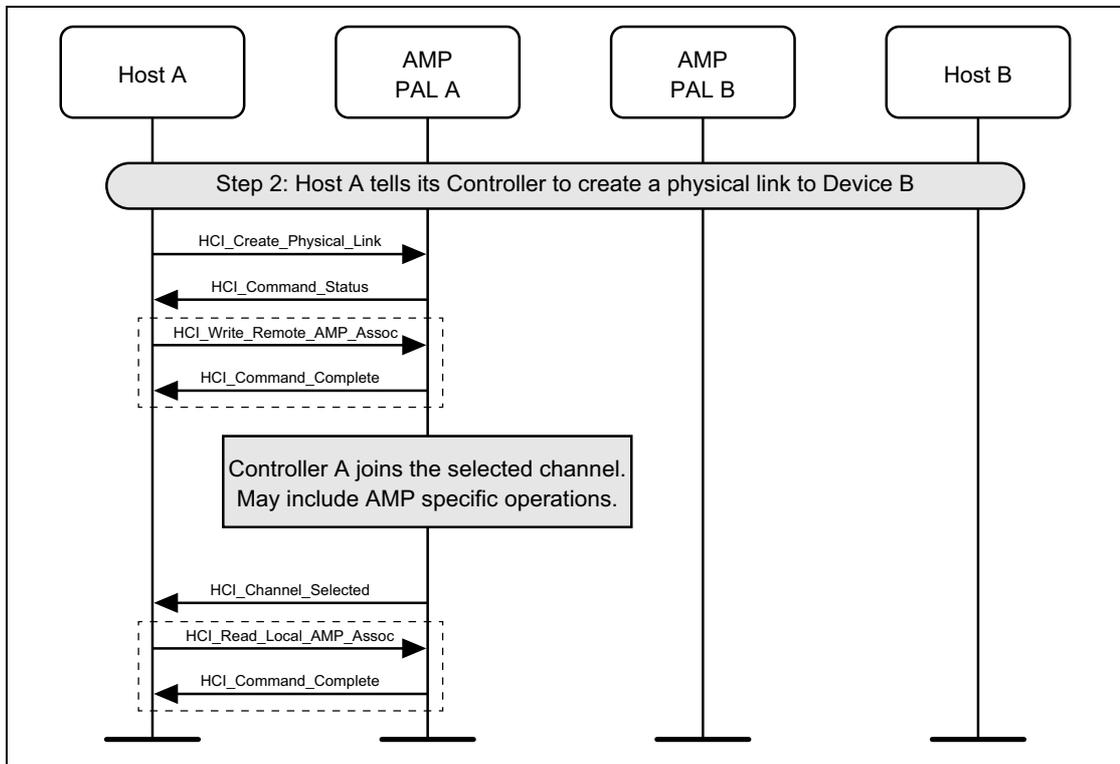 Host A
AMP
PAL A
AMP
PAL B
Host B
Step 2: Host A tells its Controller to create a physical link to Device B
HCI_Create_Physical_Link
HCI_Command_Status
HCI_Write_Remote_AMP_Assoc
HCI_Command_Complete
Controller A joins the selected channel.
May include AMP specific operations.
HCI_Channel_Selected
HCI_Read_Local_AMP_Assoc
HCI_Command_Complete